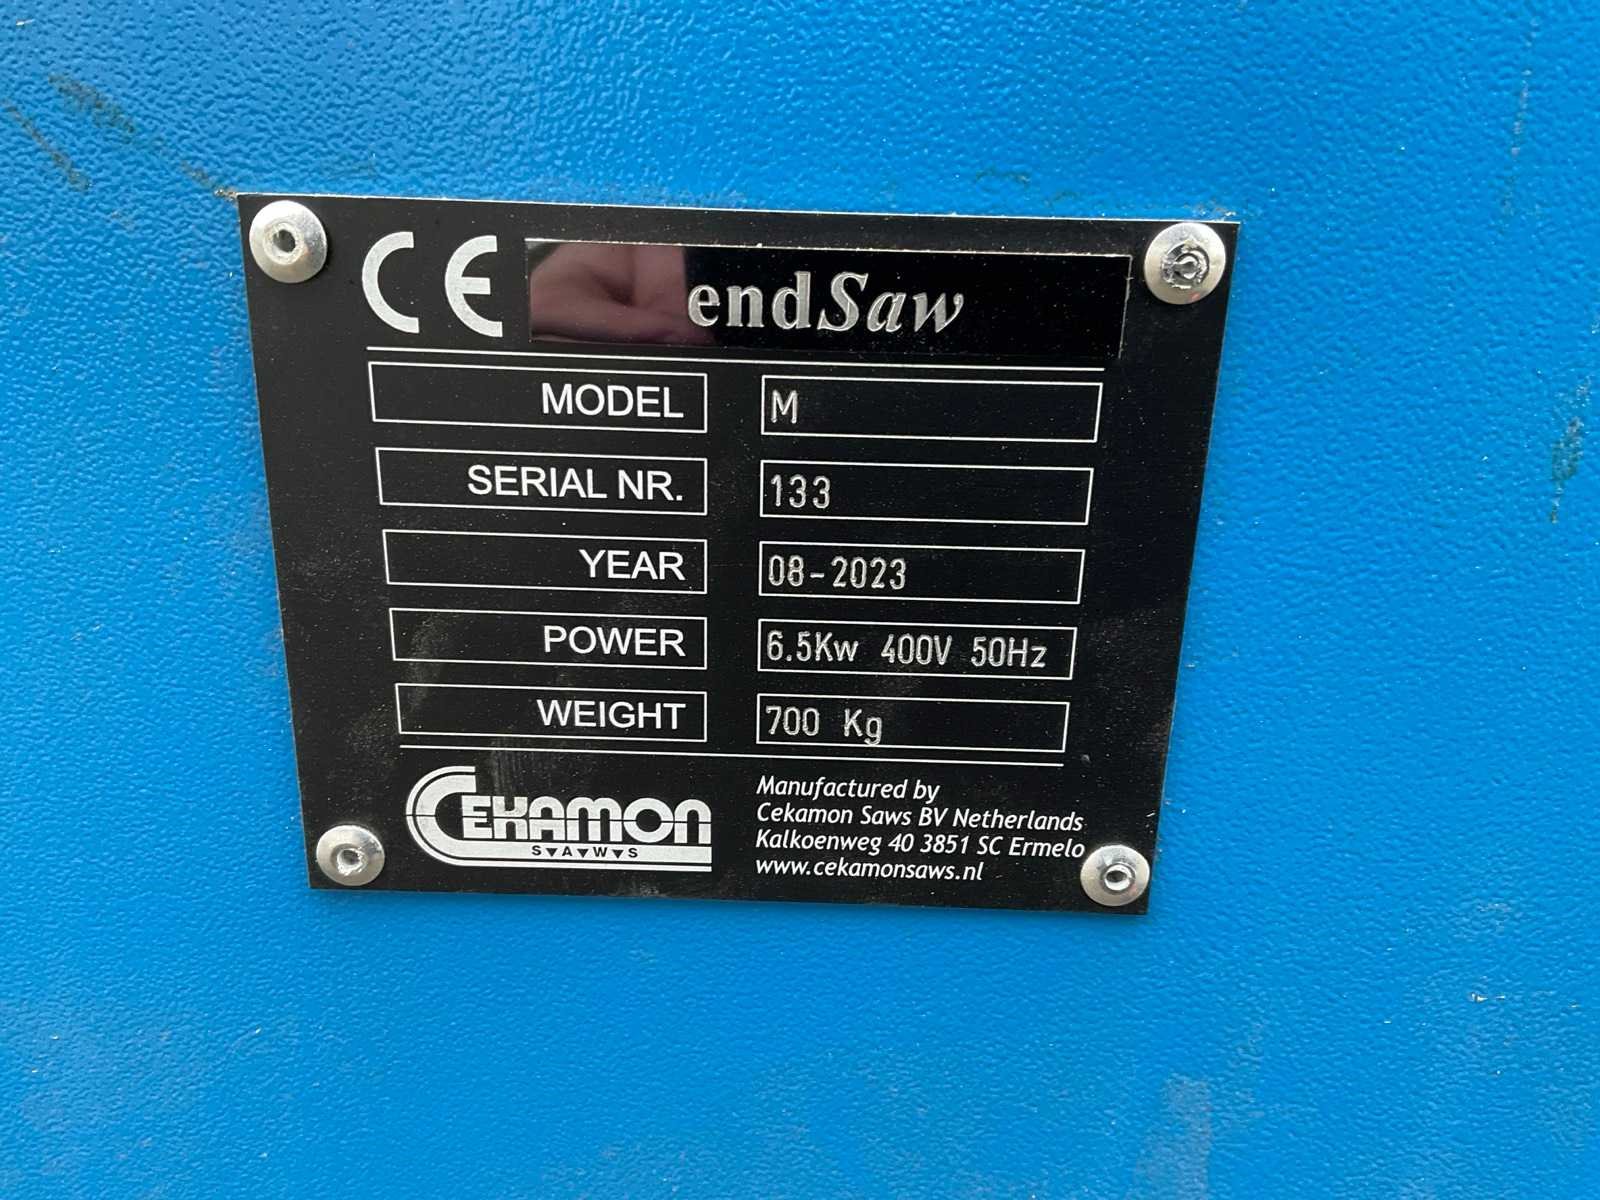 CE endSaw
MODEL M
SERIAL NR. 133
YEAR 08-2023
POWER 6.5Kw 400V 50Hz
WEIGHT 700 Kg
CEKAMON
SAWS
Manufactured by
Cekamon Saws BV Netherlands
Kalkoenweg 40 3851 SC Ermelo
www.cekamonsaws.nl